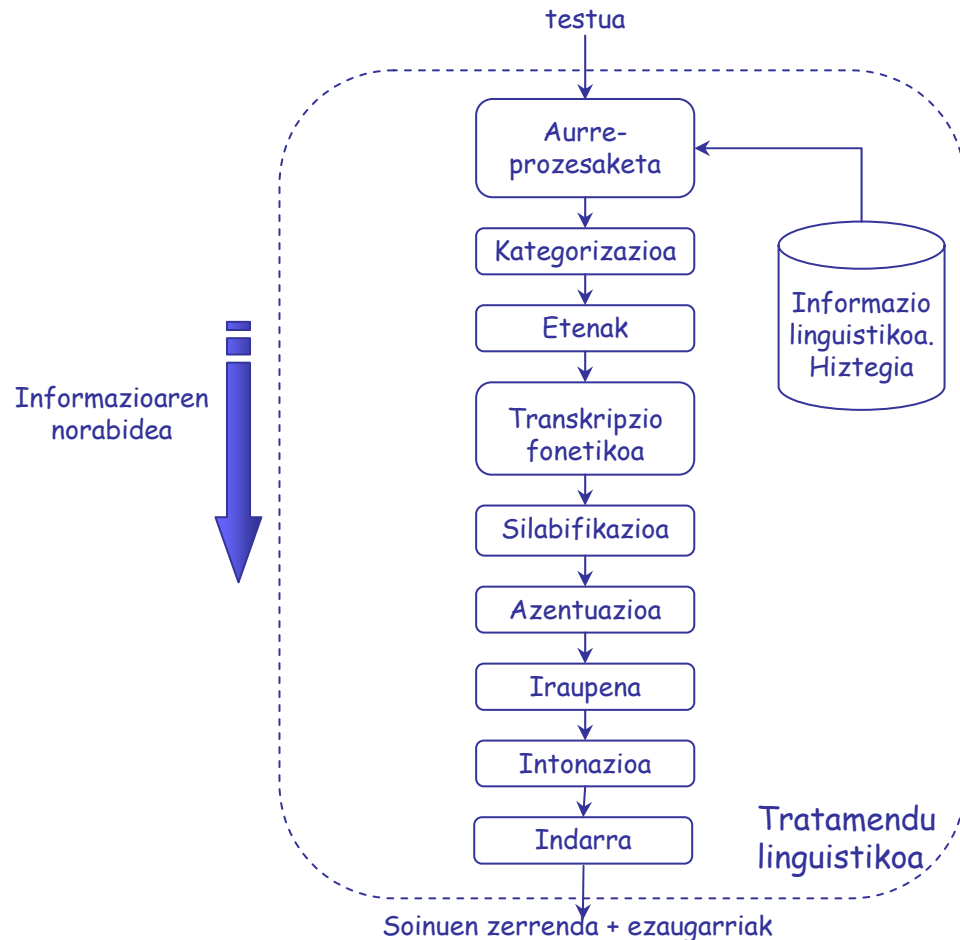 testua
Aurre-
prozesaketa
Kategorizazioa
Informazio
linguistikoa.
Hiztegia
Etenak
Informazioaren
norabidea
Transkripzio
fonetikoa
Silabifikazioa
Azentuazioa
Iraupena
Intonazioa
Indarra
Tratamendu
linguistikoa
Soinuen zerrenda + ezaugarriak